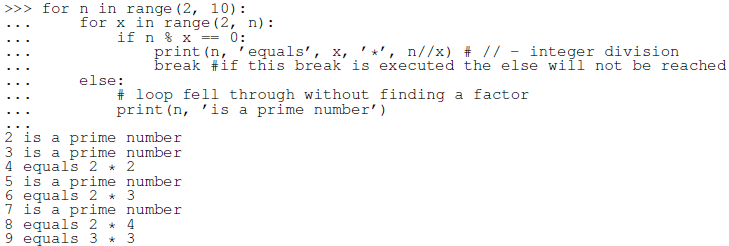 >>> for n in range(2, 10):
...     for x in range(2, n):
...         if n % x == 0:
...             print(n, ’equals’, x, ’*’, n//x) # // - integer division
...             break #if this break is executed the else will not be reached
...     else:
...         # loop fell through without finding a factor
...         print(n, ’is a prime number’)
...
2 is a prime number
3 is a prime number
4 equals 2 * 2
5 is a prime number
6 equals 2 * 3
7 is a prime number
8 equals 2 * 4
9 equals 3 * 3